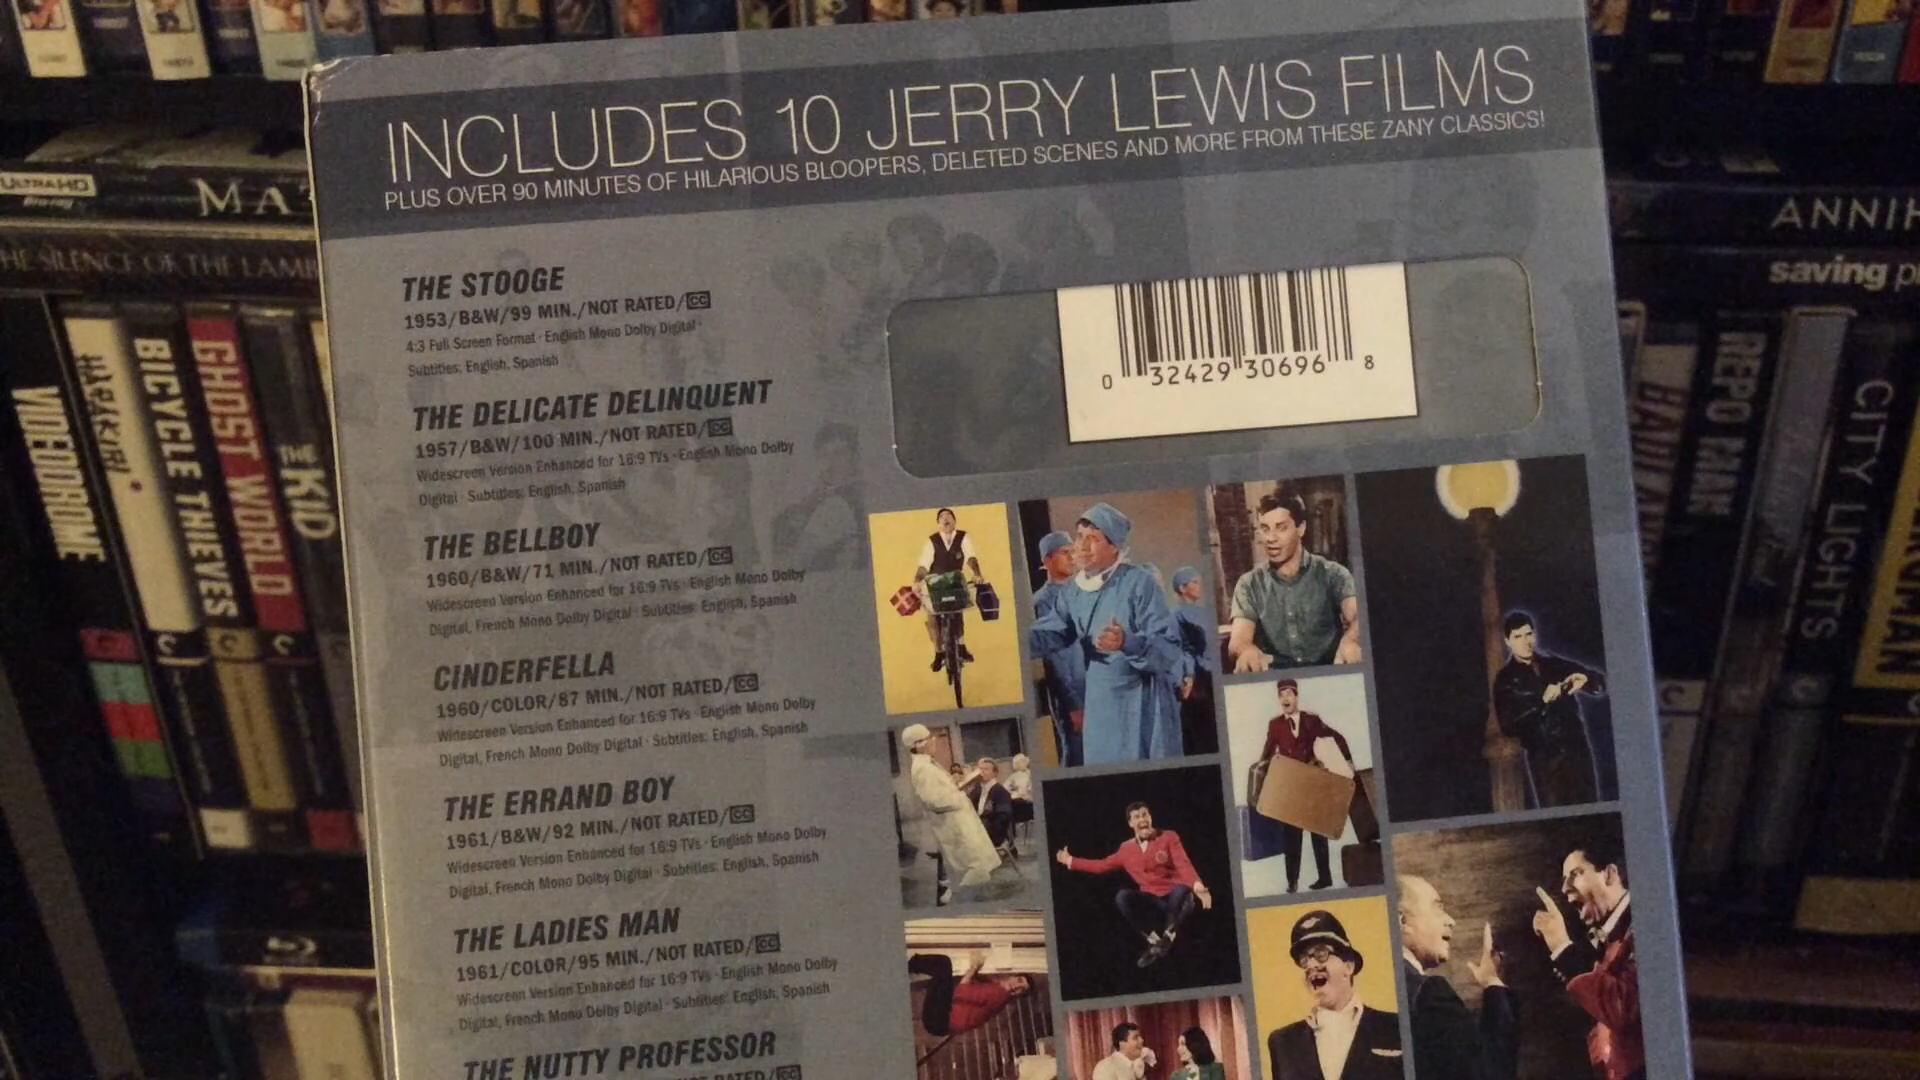 INCLUDES 10 JERRY LEWIS FILMS
PLUS OVER 90 MINUTES OF HILARIOUS BLOOPERS, DELETED SCENES AND MORE FROM THESE ZANY CLASSICS!
THE STOOGE
1953/B&W/99 MIN./NOT RATED/CC
4:3 Full Screen Format · English Mono Dolby Digital ·
Subtitles: English, Spanish
THE DELICATE DELINQUENT
1957/B&W/100 MIN./NOT RATED/CC
Widescreen Version Enhanced for 16:9 TVs · English Mono Dolby
Digital · Subtitles: English, Spanish
THE BELLBOY
1960/B&W/71 MIN./NOT RATED/CC
Widescreen Version Enhanced for 16:9 TVs · English Mono Dolby
Digital, French Mono Dolby Digital · Subtitles: English, Spanish
CINDERFELLA
1960/COLOR/87 MIN./NOT RATED/CC
Widescreen Version Enhanced for 16:9 TVs · English Mono Dolby
Digital, French Mono Dolby Digital · Subtitles: English, Spanish
THE ERRAND BOY
1961/B&W/92 MIN./NOT RATED/CC
Widescreen Version Enhanced for 16:9 TVs · English Mono Dolby
Digital, French Mono Dolby Digital · Subtitles: English, Spanish
THE LADIES MAN
1961/COLOR/95 MIN./NOT RATED/CC
Widescreen Version Enhanced for 16:9 TVs · English Mono Dolby
Digital, French Mono Dolby Digital · Subtitles: English, Spanish
THE NUTTY PROFESSOR
RATED/CC
0 32429 30696 8
ULTRA HD
Blu-ray
MAT
THE SILENCE OF THE LAMB
VIDEODROME
HARAKIRI
BICYCLE THIEVES
GHOST WORLD
THE KID
ANNIH
saving p
REPO MAN
CITY LIGHTS